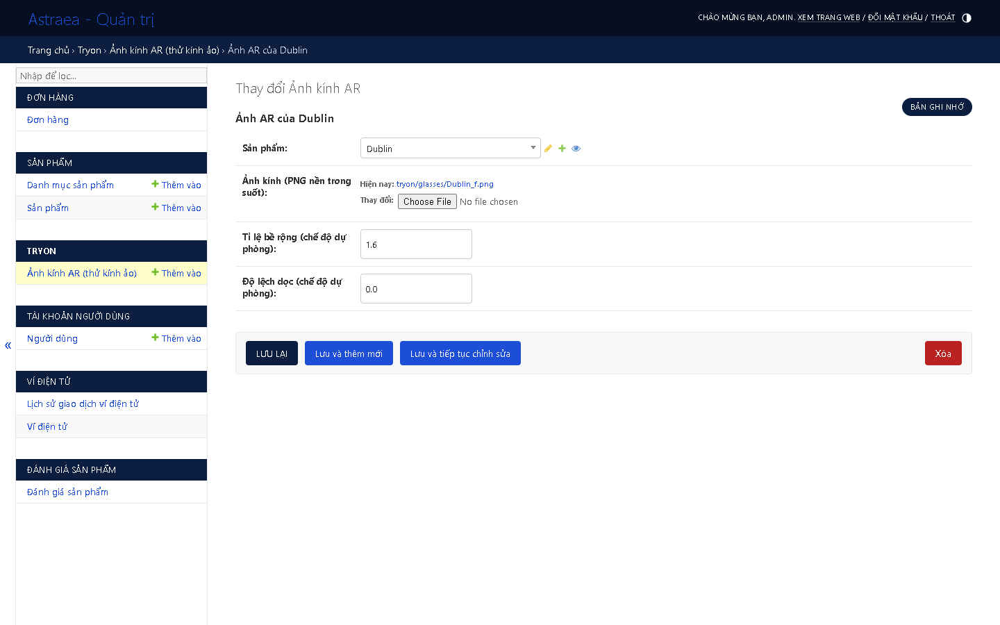 Astraea - Quản trị
CHÀO MỪNG BẠN, ADMIN. XEM TRANG WEB / ĐỔI MẬT KHẨU / THOÁT
Trang chủ › Tryon › Ảnh kính AR (thử kính ảo) › Ảnh AR của Dublin
Nhập để lọc...
ĐƠN HÀNG
Đơn hàng
SẢN PHẨM
Danh mục sản phẩm Thêm vào
Sản phẩm Thêm vào
TRYON
Ảnh kính AR (thử kính ảo) Thêm vào
TÀI KHOẢN NGƯỜI DÙNG
Người dùng Thêm vào
«
VÍ ĐIỆN TỬ
Lịch sử giao dịch ví điện tử
Ví điện tử
ĐÁNH GIÁ SẢN PHẨM
Đánh giá sản phẩm
Thay đổi Ảnh kính AR
BẢN GHI NHỚ
Ảnh AR của Dublin
Sản phẩm: Dublin
Ảnh kính (PNG nền trong
suốt):
Hiện nay: tryon/glasses/Dublin_f.png
Thay đổi: Choose File No file chosen
Tỉ lệ bề rộng (chế độ dự
phòng):
1.6
Độ lệch dọc (chế độ dự
phòng):
0.0
LƯU LẠI Lưu và thêm mới Lưu và tiếp tục chỉnh sửa Xóa